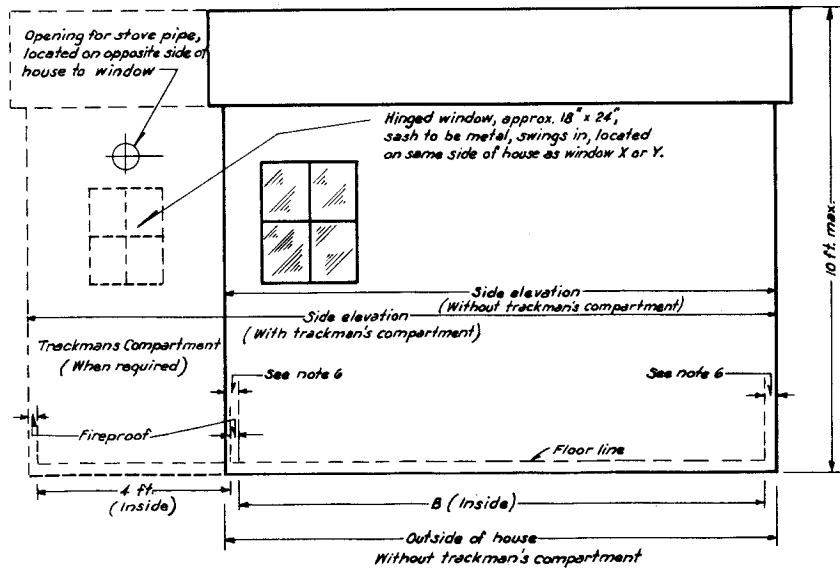 Opening for stove pipe,
located on opposite side of
house to window
Hinged window, approx. 18" x 24",
sash to be metal, swings in, located
on same side of house as window X or Y.
10 ft. max.
Side elevation
(Without trackman's compartment)
Side elevation
(With trackman's compartment)
Trackmans Compartment
(When required)
See note 6
See note 6
Fireproof
Floor line
4 ft.
(Inside)
B (Inside)
Outside of house
Without trackman's compartment